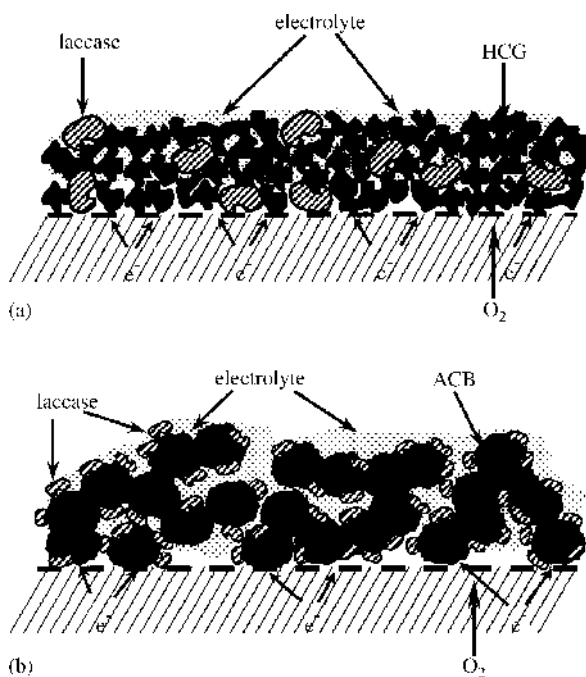 electrolyte
laccase
HCG
e⁻ e⁻ e⁻ e⁻
(a)
O₂
electrolyte
ACB
laccase
e⁻ e⁻ e⁻
(b)
O₂